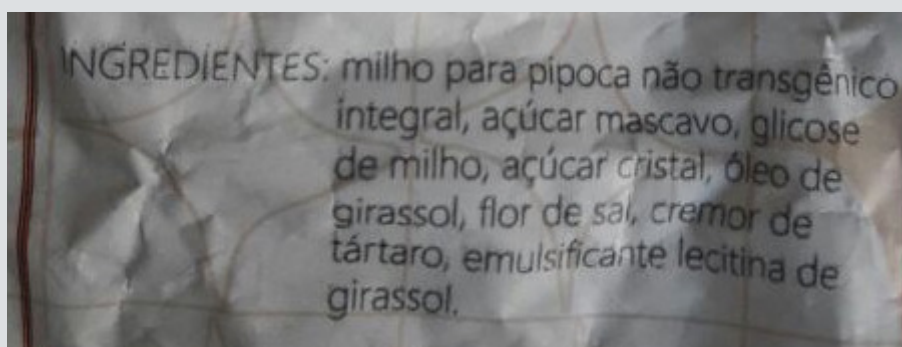 INGREDIENTES: milho para pipoca não transgênico
integral, açúcar mascavo, glicose
de milho, açúcar cristal, óleo de
girassol, flor de sal, cremor de
tártaro, emulsificante lecitina de
girassol.